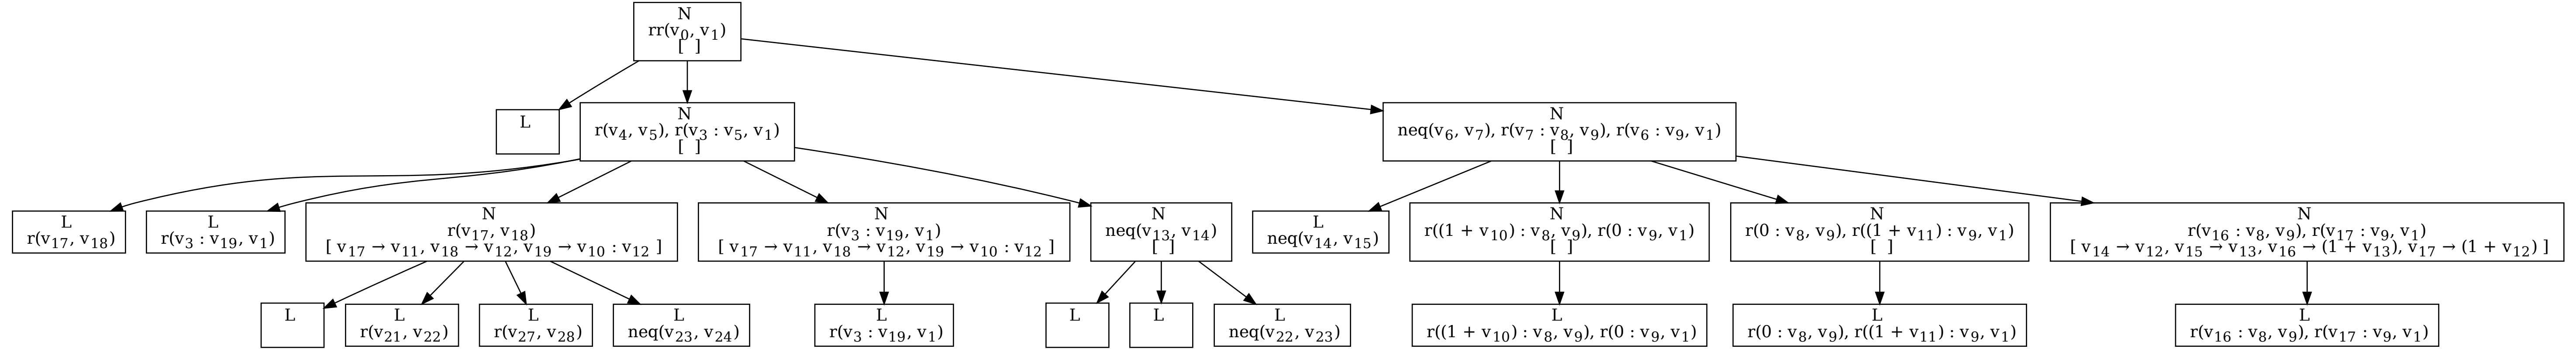 N
rr(v₀, v₁)
[ ]
L
N
r(v₄, v₅), r(v₃ : v₅, v₁)
[ ]
N
neq(v₆, v₇), r(v₇ : v₈, v₉), r(v₆ : v₉, v₁)
[ ]
L
r(v₁₇, v₁₈)
L
r(v₃ : v₁₉, v₁)
N
r(v₁₇, v₁₈)
[ v₁₇ → v₁₁, v₁₈ → v₁₂, v₁₉ → v₁₀ : v₁₂ ]
N
r(v₃ : v₁₉, v₁)
[ v₁₇ → v₁₁, v₁₈ → v₁₂, v₁₉ → v₁₀ : v₁₂ ]
N
neq(v₁₃, v₁₄)
[ ]
L
neq(v₁₄, v₁₅)
N
r((1 + v₁₀) : v₈, v₉), r(0 : v₉, v₁)
[ ]
N
r(0 : v₈, v₉), r((1 + v₁₁) : v₉, v₁)
[ ]
N
r(v₁₆ : v₈, v₉), r(v₁₇ : v₉, v₁)
[ v₁₄ → v₁₂, v₁₅ → v₁₃, v₁₆ → (1 + v₁₃), v₁₇ → (1 + v₁₂) ]
L
L
r(v₂₁, v₂₂)
L
r(v₂₇, v₂₈)
L
neq(v₂₃, v₂₄)
L
r(v₃ : v₁₉, v₁)
L
L
L
neq(v₂₂, v₂₃)
L
r((1 + v₁₀) : v₈, v₉), r(0 : v₉, v₁)
L
r(0 : v₈, v₉), r((1 + v₁₁) : v₉, v₁)
L
r(v₁₆ : v₈, v₉), r(v₁₇ : v₉, v₁)